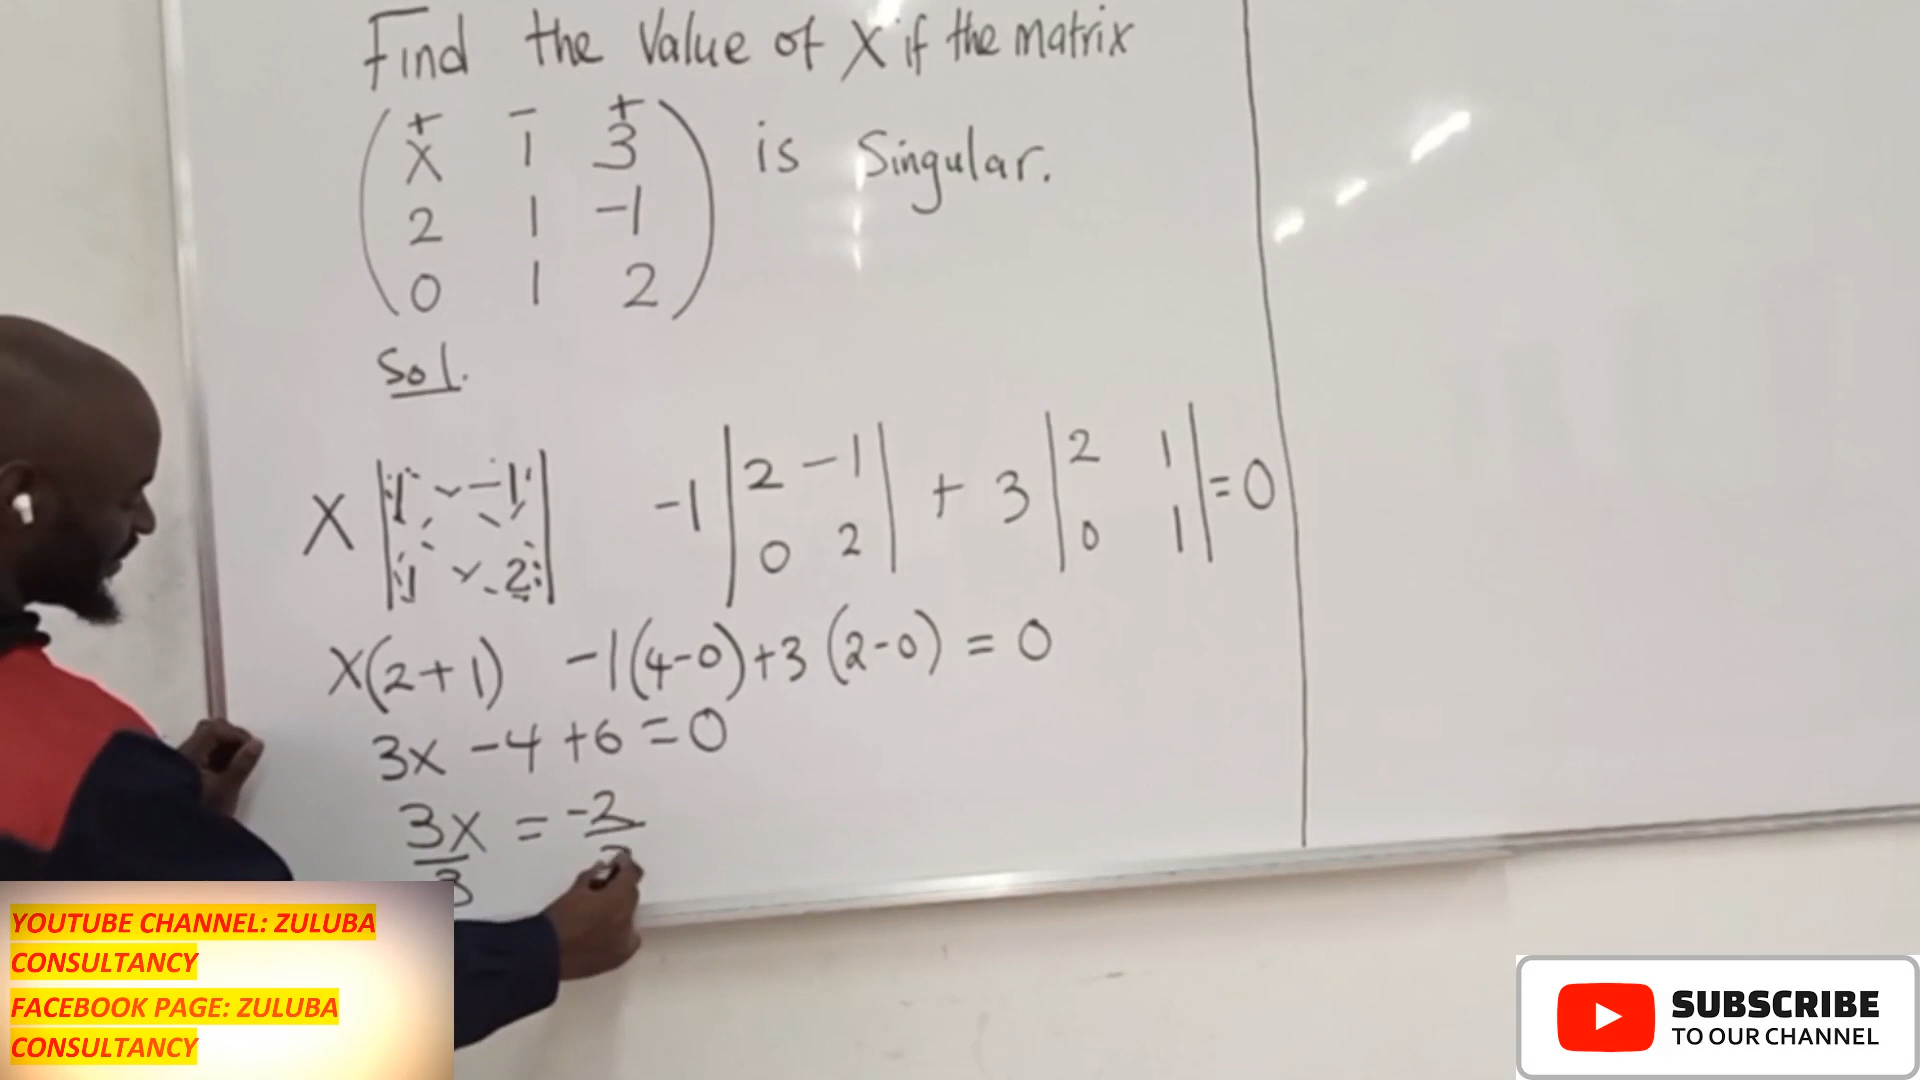 Find the Value of X if the matrix
+ - +
X 1 3
2 1 -1
0 1 2
is Singular.
Sol.
X |1 -1| -1 |2 -1| + 3 |2 1| = 0
|1 2| |0 2| |0 1|
X(2+1) -1(4-0)+3(2-0) = 0
3x -4 +6 =0
3x = -2
3
YOUTUBE CHANNEL: ZULUBA
CONSULTANCY
FACEBOOK PAGE: ZULUBA
CONSULTANCY
SUBSCRIBE
TO OUR CHANNEL